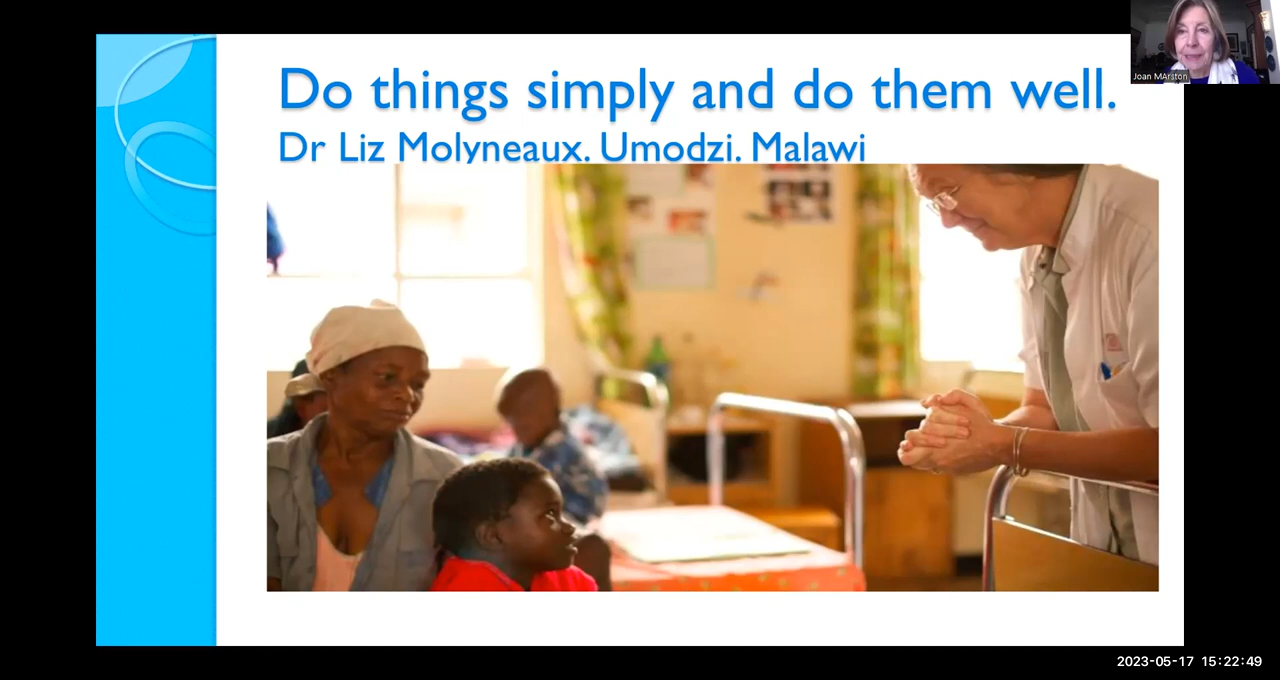 Do things simply and do them well.
Dr Liz Molyneaux. Umodzi. Malawi
Joan MArston
2023-05-17 15:22:49